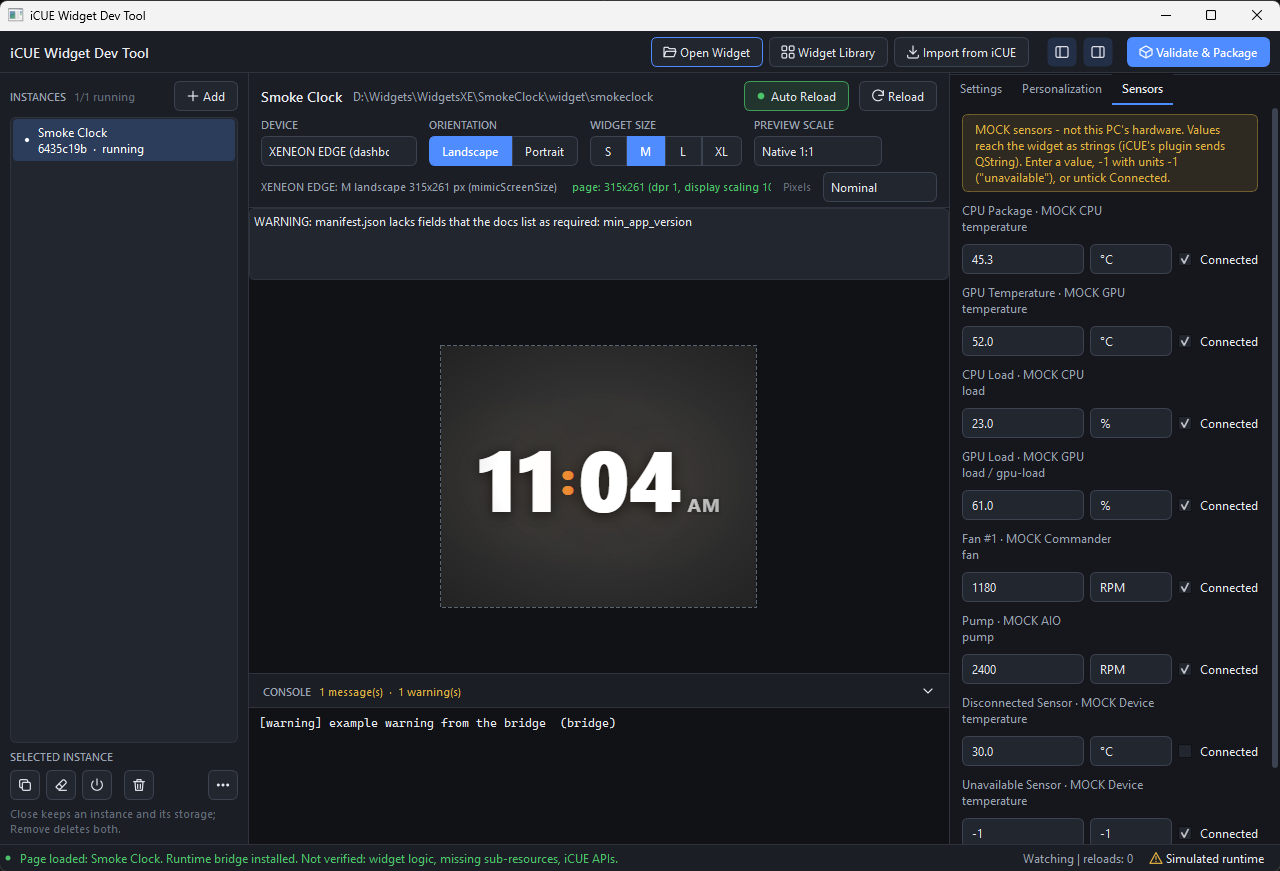 iCUE Widget Dev Tool
iCUE Widget Dev Tool
Open Widget
Widget Library
Import from iCUE
Validate & Package
INSTANCES 1/1 running
Add
Smoke Clock
6435c19b · running
SELECTED INSTANCE
Close keeps an instance and its storage;
Remove deletes both.
Smoke Clock D:\Widgets\WidgetsXE\SmokeClock\widget\smokeclock
Auto Reload
Reload
DEVICE
ORIENTATION
WIDGET SIZE
PREVIEW SCALE
XENEON EDGE (dashbc
Landscape
Portrait
S
M
L
XL
Native 1:1
XENEON EDGE: M landscape 315x261 px (mimicScreenSize)
page: 315x261 (dpr 1, display scaling 1(
Pixels
Nominal
WARNING: manifest.json lacks fields that the docs list as required: min_app_version
11:04 AM
CONSOLE 1 message(s) · 1 warning(s)
[warning] example warning from the bridge (bridge)
Settings
Personalization
Sensors
MOCK sensors - not this PC's hardware. Values
reach the widget as strings (iCUE's plugin sends
QString). Enter a value, -1 with units -1
("unavailable"), or untick Connected.
CPU Package · MOCK CPU
temperature
45.3 °C Connected
GPU Temperature · MOCK GPU
temperature
52.0 °C Connected
CPU Load · MOCK CPU
load
23.0 % Connected
GPU Load · MOCK GPU
load / gpu-load
61.0 % Connected
Fan #1 · MOCK Commander
fan
1180 RPM Connected
Pump · MOCK AIO
pump
2400 RPM Connected
Disconnected Sensor · MOCK Device
temperature
30.0 °C Connected
Unavailable Sensor · MOCK Device
temperature
-1 -1 Connected
Page loaded: Smoke Clock. Runtime bridge installed. Not verified: widget logic, missing sub-resources, iCUE APIs.
Watching | reloads: 0
Simulated runtime